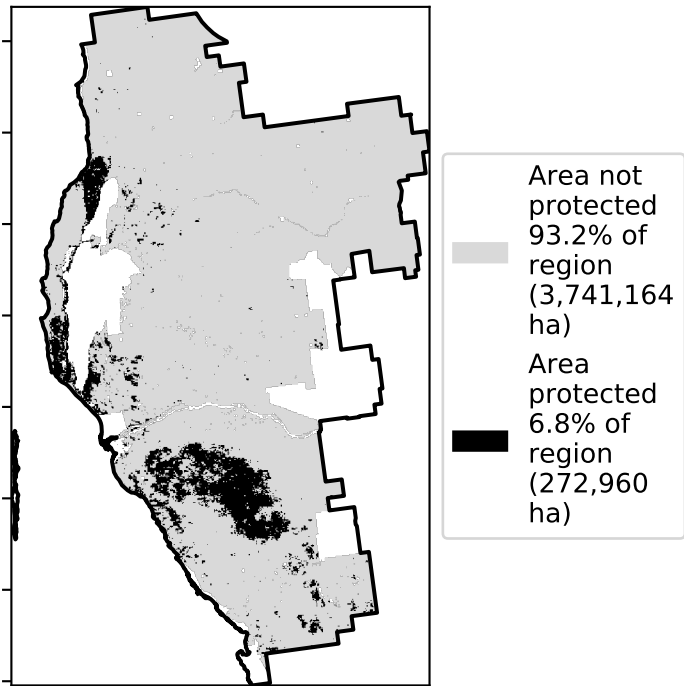 Area not
protected
93.2% of
region
(3,741,164
ha)
Area
protected
6.8% of
region
(272,960
ha)